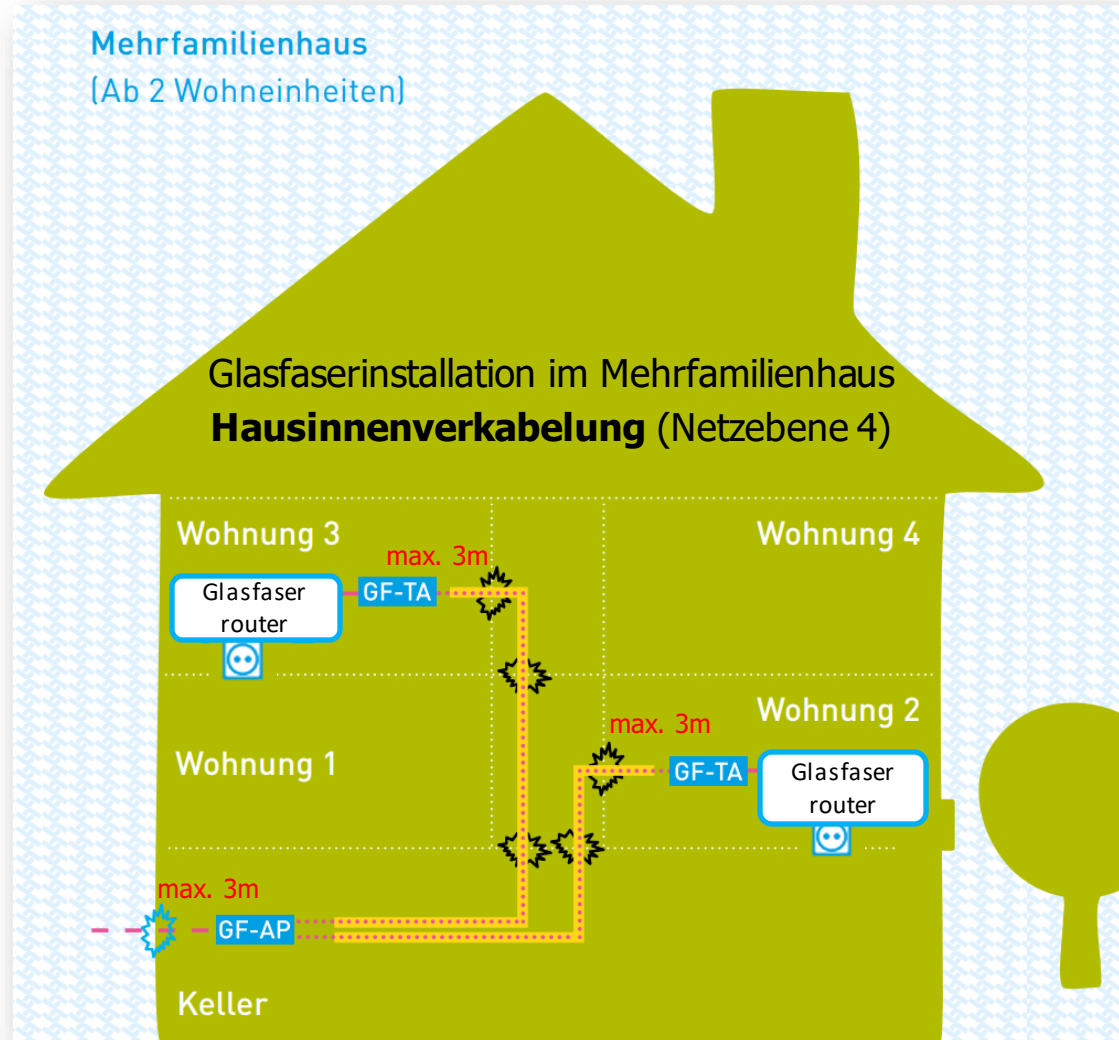 Mehrfamilienhaus
(Ab 2 Wohneinheiten)
Glasfaserinstallation im Mehrfamilienhaus
Hausinnenverkabelung (Netzebene 4)
Wohnung 3
Wohnung 4
max. 3m
Glasfaser
router
GF-TA
Wohnung 2
max. 3m
Wohnung 1
GF-TA
Glasfaser
router
max. 3m
GF-AP
Keller